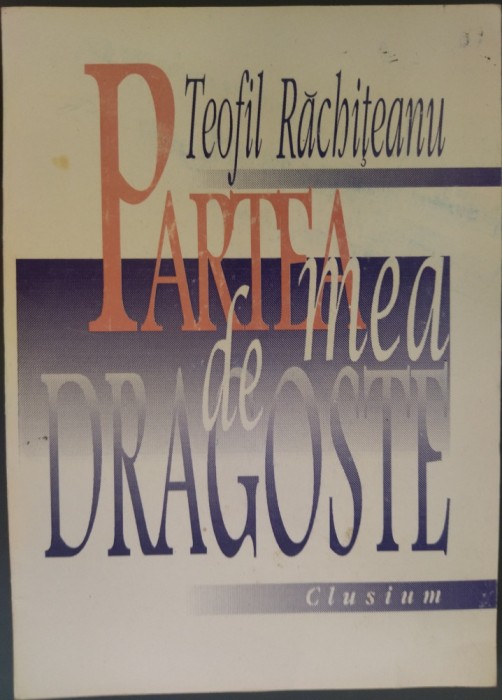 Teofil Răchițeanu
PARTEA
mea
de
DRAGOSTE
Clusium